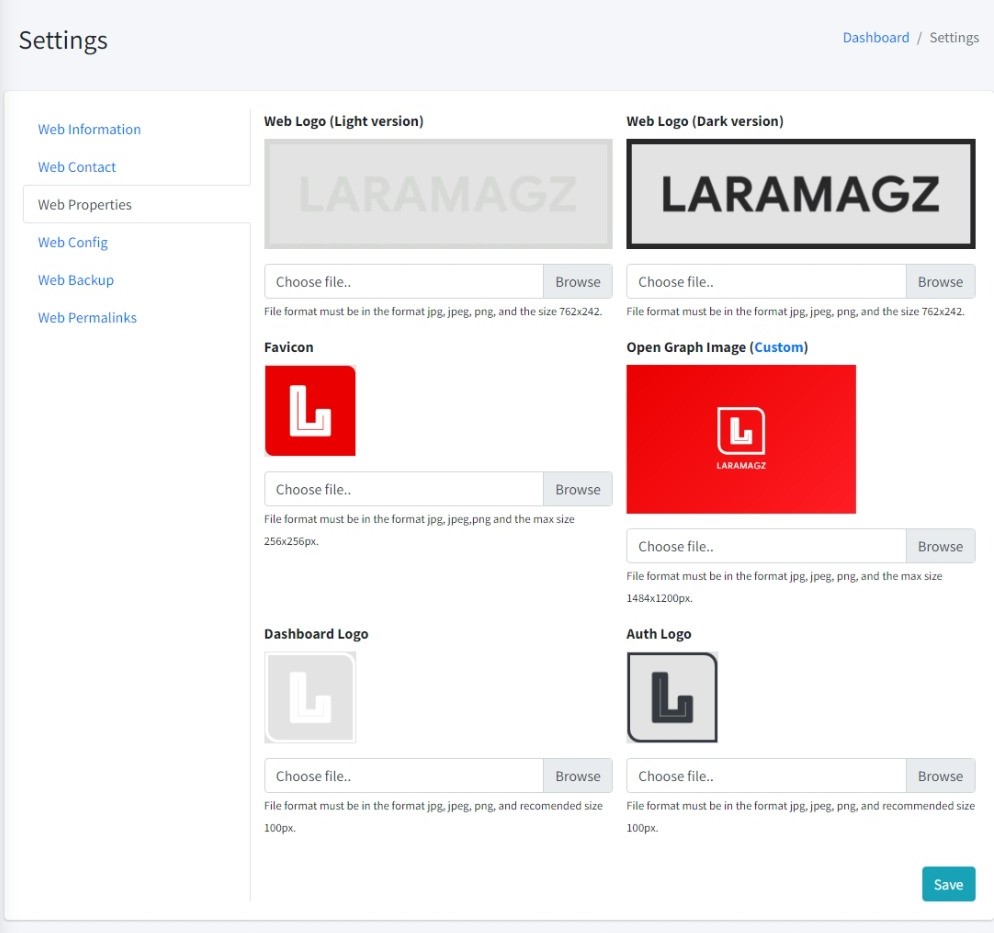 Settings
Dashboard / Settings
Web Information
Web Contact
Web Properties
Web Config
Web Backup
Web Permalinks
Web Logo (Light version)
LARAMAGZ
Choose file.. Browse
File format must be in the format jpg, jpeg, png, and the size 762x242.
Web Logo (Dark version)
LARAMAGZ
Choose file.. Browse
File format must be in the format jpg, jpeg, png, and the size 762x242.
Favicon
L
Choose file.. Browse
File format must be in the format jpg, jpeg,png and the max size
256x256px.
Open Graph Image (Custom)
L
LARAMAGZ
Choose file.. Browse
File format must be in the format jpg, jpeg, png, and the max size
1484x1200px.
Dashboard Logo
L
Choose file.. Browse
File format must be in the format jpg, jpeg, png, and recomended size
100px.
Auth Logo
L
Choose file.. Browse
File format must be in the format jpg, jpeg, png, and recommended size
100px.
Save